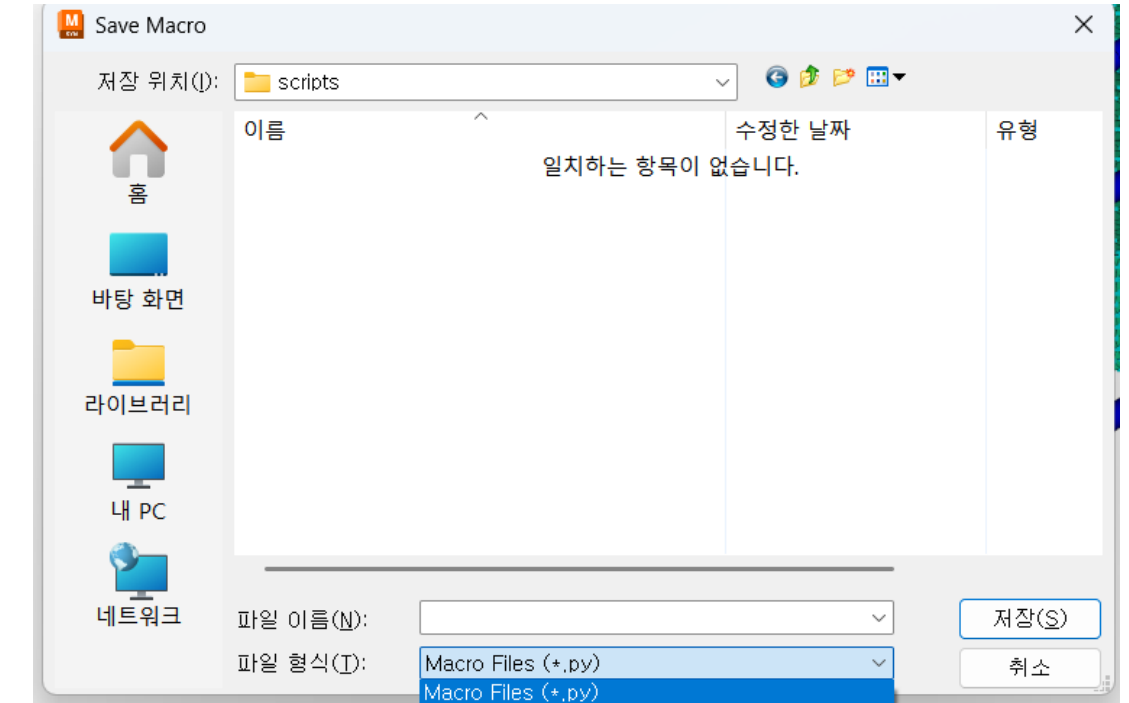 M
SYN
Save Macro
저장 위치(I):
scripts
이름
수정한 날짜
유형
일치하는 항목이 없습니다.
홈
바탕 화면
라이브러리
내 PC
네트워크
파일 이름(N):
저장(S)
파일 형식(T):
Macro Files (*.py)
취소
Macro Files (*.py)